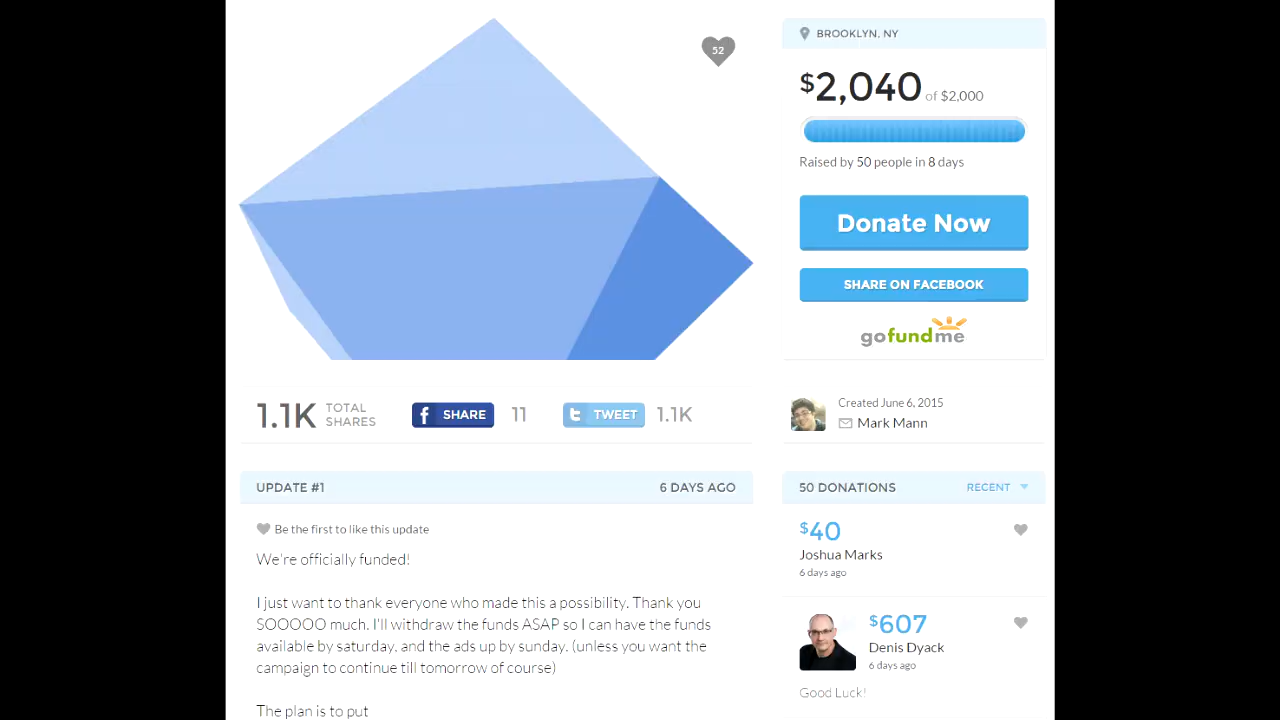 52
BROOKLYN, NY
$2,040 of $2,000
Raised by 50 people in 8 days
Donate Now
SHARE ON FACEBOOK
gofundme
1.1K TOTAL SHARES
f SHARE 11
t TWEET 1.1K
Created June 6, 2015
Mark Mann
UPDATE #1 6 DAYS AGO
Be the first to like this update
We're officially funded!
I just want to thank everyone who made this a possibility. Thank you
SOOOOO much. I'll withdraw the funds ASAP so I can have the funds
available by saturday. and the ads up by sunday. (unless you want the
campaign to continue till tomorrow of course)
The plan is to put
50 DONATIONS RECENT
$40
Joshua Marks
6 days ago
$607
Denis Dyack
6 days ago
Good Luck!